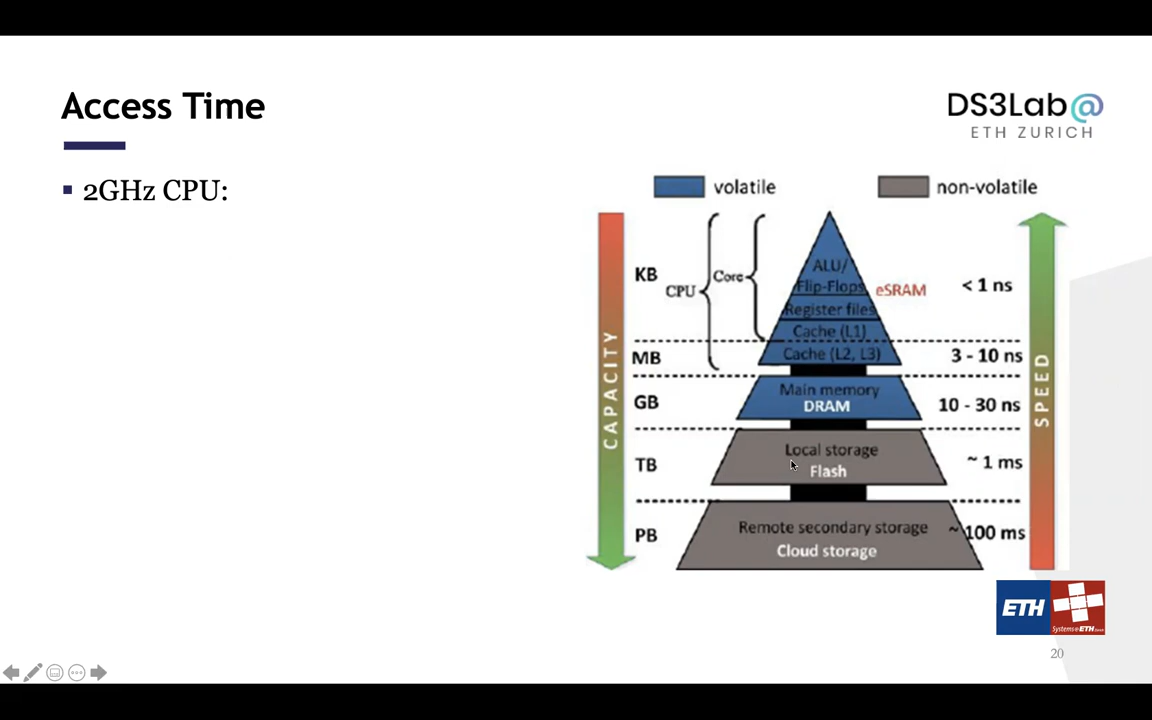 Access Time
DS3Lab@
ETH ZURICH
▪ 2GHz CPU:
volatile
non-volatile
CAPACITY
KB
CPU
Core
ALU/
Flip-Flops
eSRAM
< 1 ns
Register files
Cache (L1)
MB
Cache (L2, L3)
3 - 10 ns
GB
Main memory
DRAM
10 - 30 ns
SPEED
TB
Local storage
Flash
~ 1 ms
PB
Remote secondary storage
Cloud storage
~ 100 ms
ETH
Systems@ETH
20